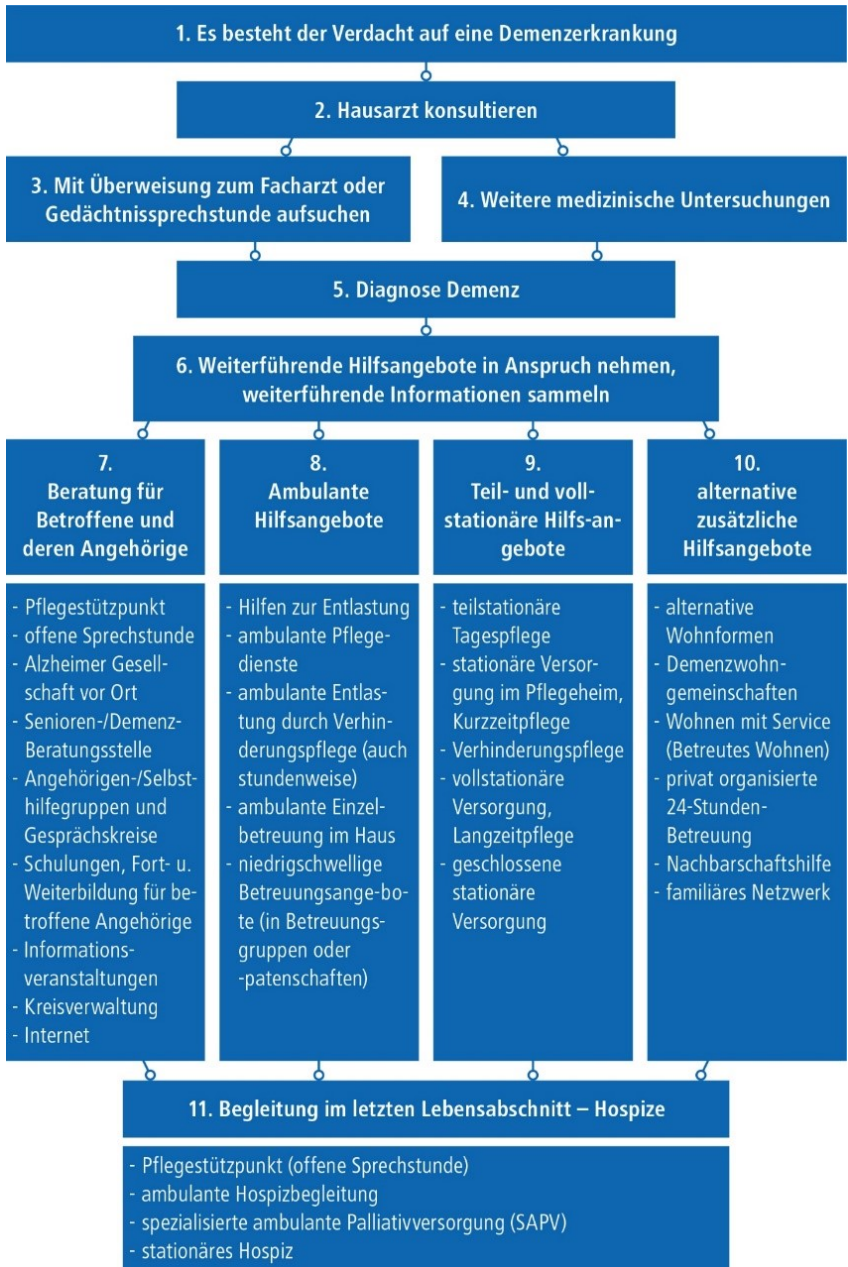 1. Es besteht der Verdacht auf eine Demenzerkrankung
2. Hausarzt konsultieren
3. Mit Überweisung zum Facharzt oder
Gedächtnissprechstunde aufsuchen
4. Weitere medizinische Untersuchungen
5. Diagnose Demenz
6. Weiterführende Hilfsangebote in Anspruch nehmen,
weiterführende Informationen sammeln
7.
Beratung für
Betroffene und
deren Angehörige
- Pflegestützpunkt
- offene Sprechstunde
- Alzheimer Gesell-
schaft vor Ort
- Senioren-/Demenz-
Beratungsstelle
- Angehörigen-/Selbst-
hilfegruppen und
Gesprächskreise
- Schulungen, Fort- u.
Weiterbildung für be-
troffene Angehörige
- Informations-
veranstaltungen
- Kreisverwaltung
- Internet
8.
Ambulante
Hilfsangebote
- Hilfen zur Entlastung
- ambulante Pflege-
dienste
- ambulante Entlas-
tung durch Verhin-
derungspflege (auch
stundenweise)
- ambulante Einzel-
betreuung im Haus
- niedrigschwellige
Betreuungsange-bo-
te (in Betreuungs-
gruppen oder
-patenschaften)
9.
Teil- und voll-
stationäre Hilfs-an-
gebote
- teilstationäre
Tagespflege
- stationäre Versor-
gung im Pflegeheim,
Kurzzeitpflege
- Verhinderungspflege
- vollstationäre
Versorgung,
Langzeitpflege
- geschlossene
stationäre
Versorgung
10.
alternative
zusätzliche
Hilfsangebote
- alternative
Wohnformen
- Demenzwohn-
gemeinschaften
- Wohnen mit Service
(Betreutes Wohnen)
- privat organisierte
24-Stunden-
Betreuung
- Nachbarschaftshilfe
- familiäres Netzwerk
11. Begleitung im letzten Lebensabschnitt – Hospize
- Pflegestützpunkt (offene Sprechstunde)
- ambulante Hospizbegleitung
- spezialisierte ambulante Palliativversorgung (SAPV)
- stationäres Hospiz